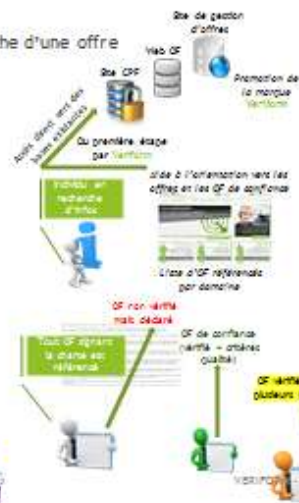 he d'une offre
Site de gestion
d'offres
Web OF
Site CPF
Promotion de
la marque
Veriform
Accès direct vers des
bases existantes
Ou première étape
par Veriform
Aide à l'orientation vers les
offres et les OF de confiance
Individu en
recherche
d'infos
Liste d'OF référencés
par domaine
OF non vérifié
mais déclaré
Tout OF signant
la charte est
référencé
OF de confiance
(vérifié - critères
qualité)
OF vérifié
plusieurs
VERIFO